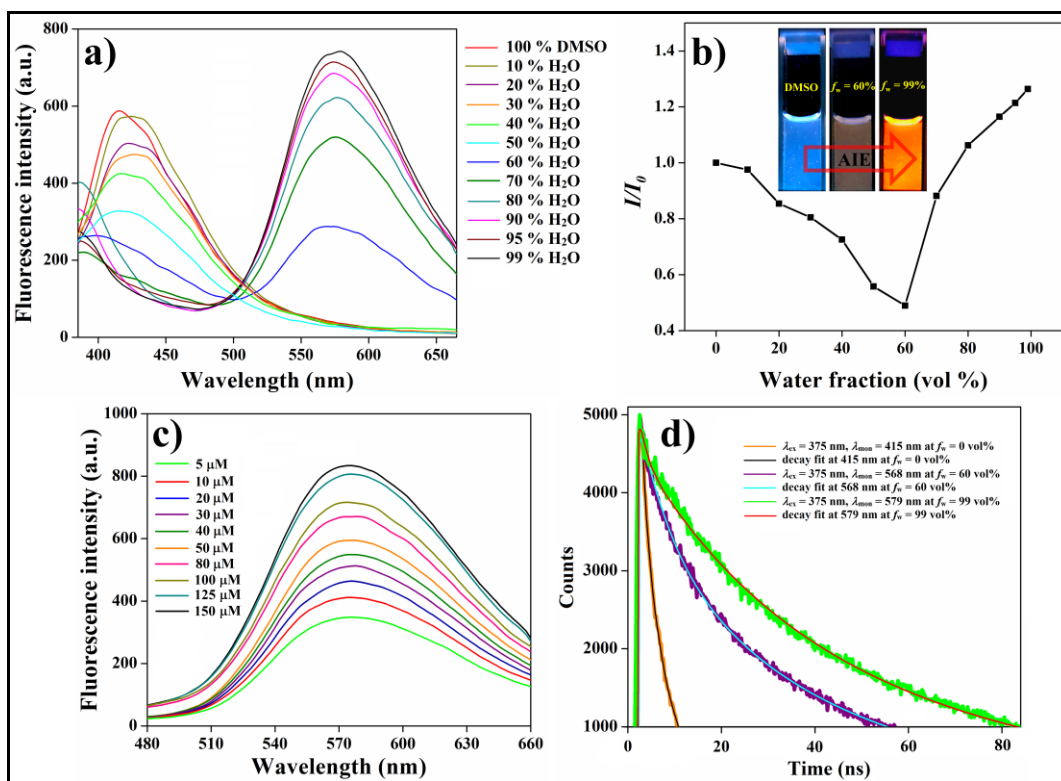 a)
Fluorescence intensity (a.u.)
800
600
400
200
0
400 450 500 550 600 650
Wavelength (nm)
100 % DMSO
10 % H2O
20 % H2O
30 % H2O
40 % H2O
50 % H2O
60 % H2O
70 % H2O
80 % H2O
90 % H2O
95 % H2O
99 % H2O
b)
I/I0
1.4
1.2
1.0
0.8
0.6
0.4
0 20 40 60 80 100
Water fraction (vol %)
DMSO
fw = 60%
fw = 99%
AIE
c)
Fluorescence intensity (a.u.)
1000
800
600
400
200
0
480 510 540 570 600 630 660
Wavelength (nm)
5 μM
10 μM
20 μM
30 μM
40 μM
50 μM
80 μM
100 μM
125 μM
150 μM
d)
Counts
5000
4000
3000
2000
1000
0 20 40 60 80
Time (ns)
λex = 375 nm, λmon = 415 nm at fw = 0 vol%
decay fit at 415 nm at fw = 0 vol%
λex = 375 nm, λmon = 568 nm at fw = 60 vol%
decay fit at 568 nm at fw = 60 vol%
λex = 375 nm, λmon = 579 nm at fw = 99 vol%
decay fit at 579 nm at fw = 99 vol%